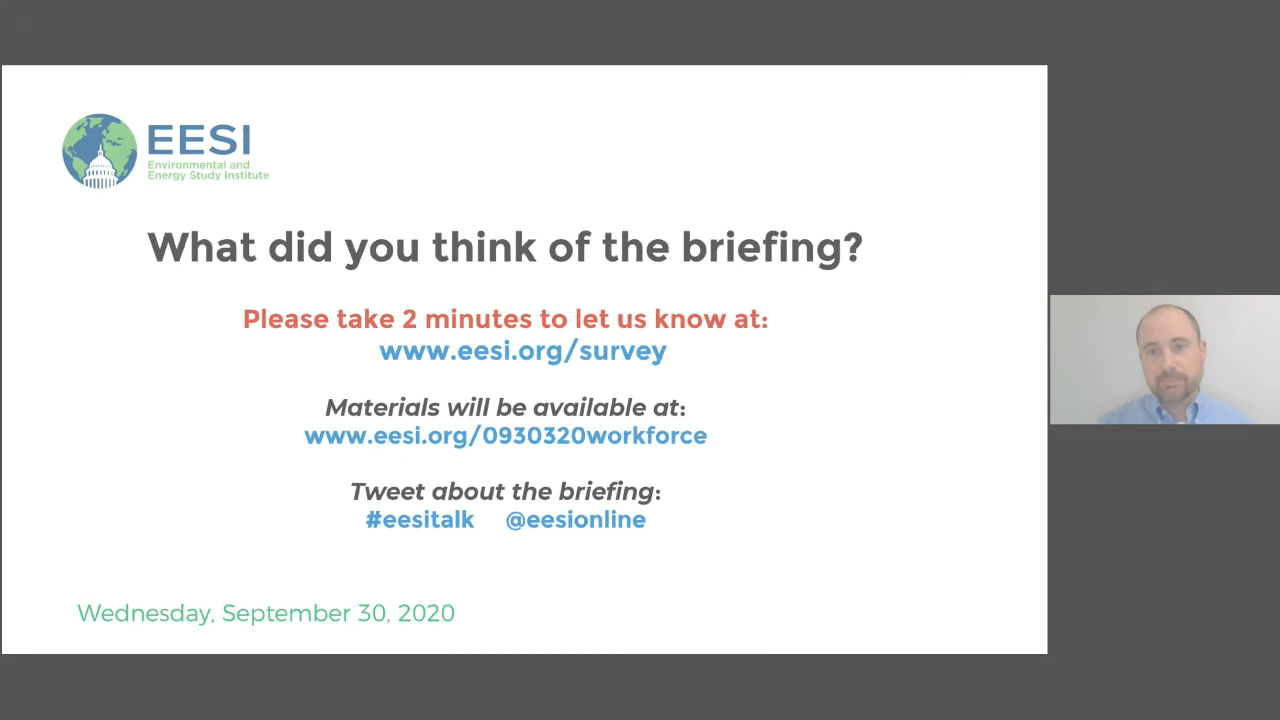 EESI
Environmental and
Energy Study Institute
What did you think of the briefing?
Please take 2 minutes to let us know at:
www.eesi.org/survey
Materials will be available at:
www.eesi.org/0930320workforce
Tweet about the briefing:
#eesitalk @eesionline
Wednesday, September 30, 2020